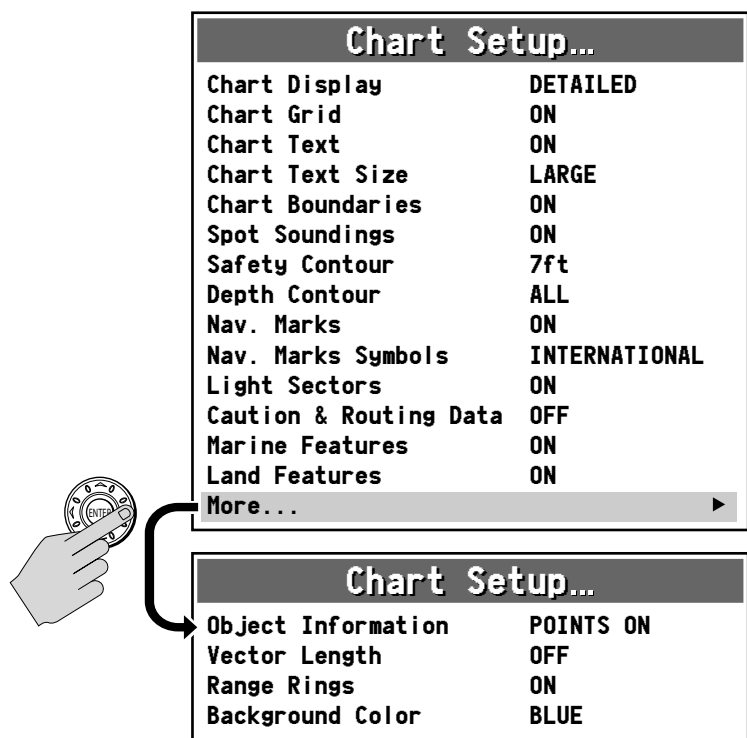 Chart Setup...
Chart Display DETAILED
Chart Grid ON
Chart Text ON
Chart Text Size LARGE
Chart Boundaries ON
Spot Soundings ON
Safety Contour 7ft
Depth Contour ALL
Nav. Marks ON
Nav. Marks Symbols INTERNATIONAL
Light Sectors ON
Caution & Routing Data OFF
Marine Features ON
Land Features ON
More... ▶
ENTER
Chart Setup...
Object Information POINTS ON
Vector Length OFF
Range Rings ON
Background Color BLUE